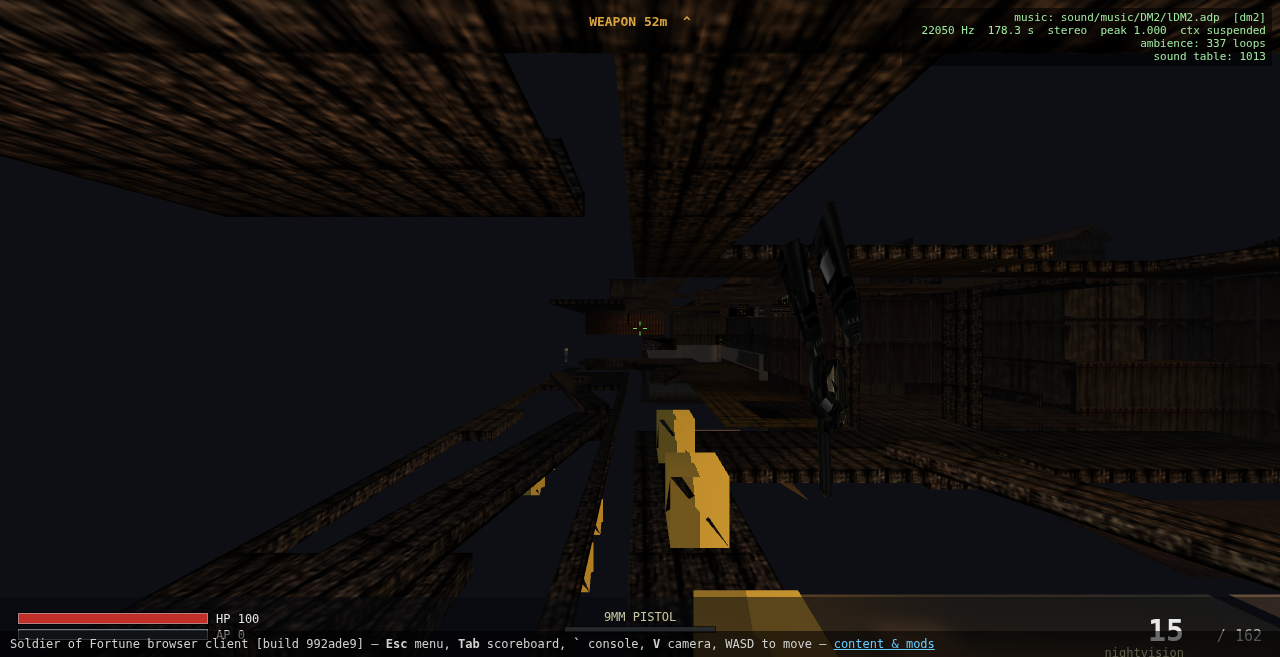 WEAPON 52m ^
music: sound/music/DM2/lDM2.adp [dm2]
22050 Hz 178.3 s stereo peak 1.000 ctx suspended
ambience: 337 loops
sound table: 1013
HP 100
AP 0
9MM PISTOL
15 / 162
nightvision
Soldier of Fortune browser client [build 992ade9] — Esc menu, Tab scoreboard, ` console, V camera, WASD to move — content & mods